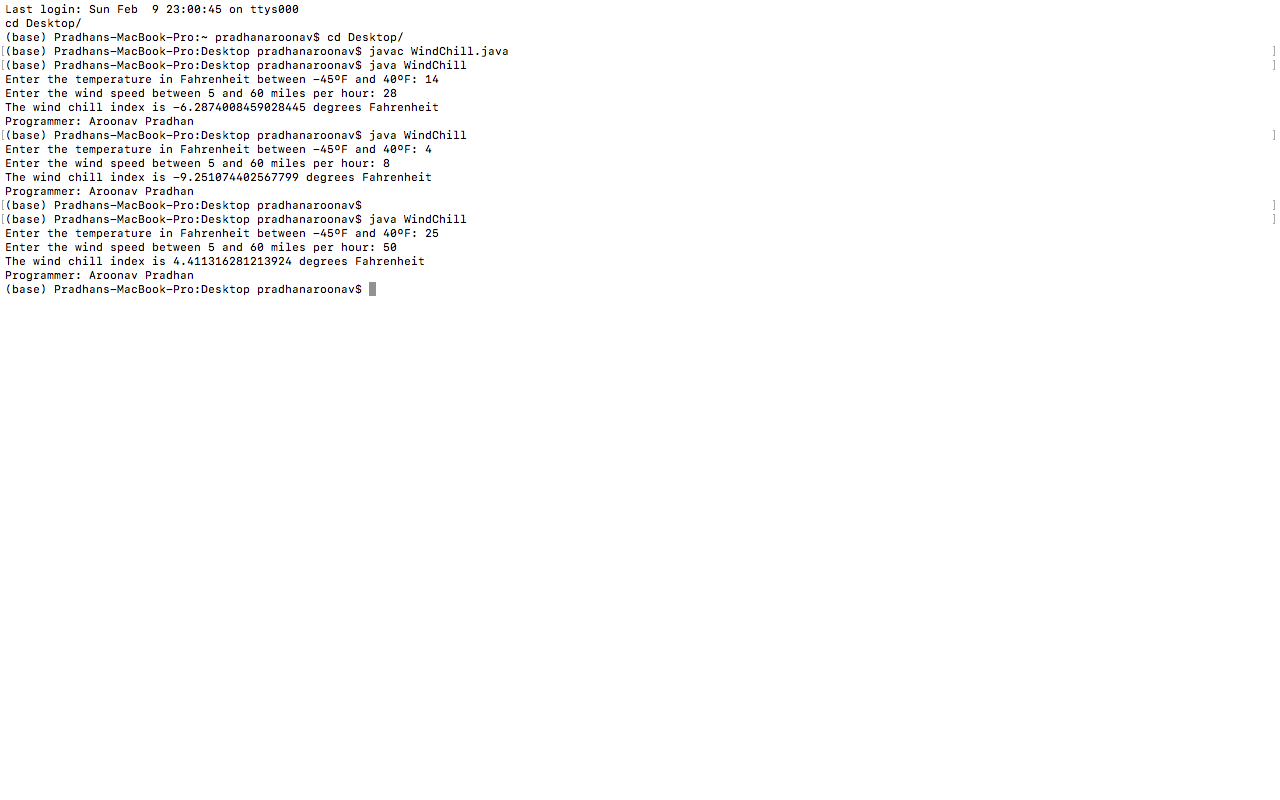 Last login: Sun Feb  9 23:00:45 on ttys000
cd Desktop/
(base) Pradhans-MacBook-Pro:~ pradhanaroonav$ cd Desktop/
[(base) Pradhans-MacBook-Pro:Desktop pradhanaroonav$ javac WindChill.java ]
[(base) Pradhans-MacBook-Pro:Desktop pradhanaroonav$ java WindChill ]
Enter the temperature in Fahrenheit between -45ºF and 40ºF: 14
Enter the wind speed between 5 and 60 miles per hour: 28
The wind chill index is -6.2874008459028445 degrees Fahrenheit
Programmer: Aroonav Pradhan
[(base) Pradhans-MacBook-Pro:Desktop pradhanaroonav$ java WindChill ]
Enter the temperature in Fahrenheit between -45ºF and 40ºF: 4
Enter the wind speed between 5 and 60 miles per hour: 8
The wind chill index is -9.251074402567799 degrees Fahrenheit
Programmer: Aroonav Pradhan
[(base) Pradhans-MacBook-Pro:Desktop pradhanaroonav$ ]
[(base) Pradhans-MacBook-Pro:Desktop pradhanaroonav$ java WindChill ]
Enter the temperature in Fahrenheit between -45ºF and 40ºF: 25
Enter the wind speed between 5 and 60 miles per hour: 50
The wind chill index is 4.411316281213924 degrees Fahrenheit
Programmer: Aroonav Pradhan
(base) Pradhans-MacBook-Pro:Desktop pradhanaroonav$